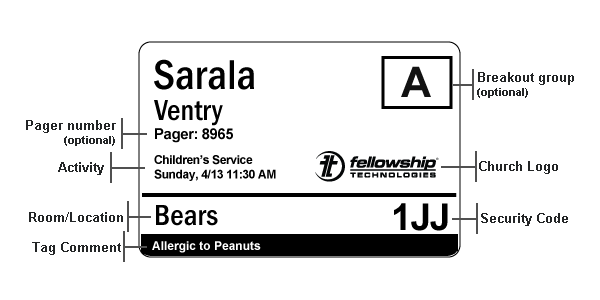 Sarala
A
Breakout group
(optional)
Ventry
Pager number
(optional)
Pager: 8965
Activity
Children's Service
Sunday, 4/13 11:30 AM
fellowship
TECHNOLOGIES
Church Logo
Room/Location
Bears
1JJ
Security Code
Tag Comment
Allergic to Peanuts